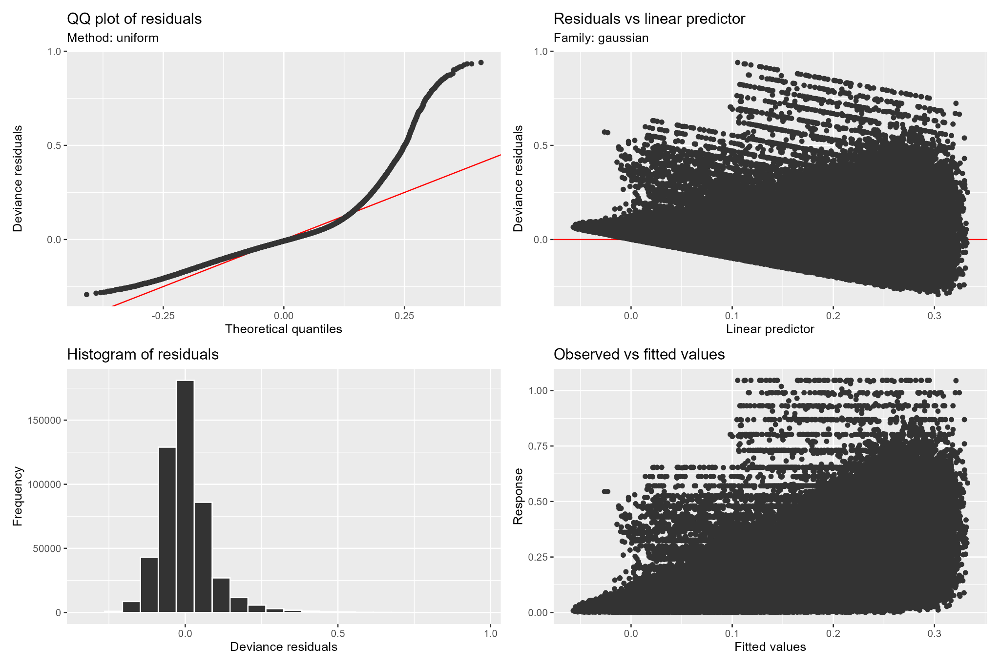 QQ plot of residuals
Method: uniform
1.0
0.5
0.0
Deviance residuals
-0.25
0.00
0.25
Theoretical quantiles
Residuals vs linear predictor
Family: gaussian
1.0
0.5
0.0
Deviance residuals
0.0
0.1
0.2
0.3
Linear predictor
Histogram of residuals
150000
100000
50000
0
Frequency
0.0
0.5
1.0
Deviance residuals
Observed vs fitted values
1.00
0.75
0.50
0.25
0.00
Response
0.0
0.1
0.2
0.3
Fitted values